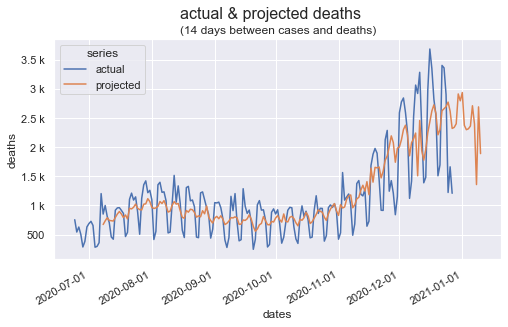 actual & projected deaths
(14 days between cases and deaths)
series
actual
projected
deaths
3.5 k
3 k
2.5 k
2 k
1.5 k
1 k
500
2020-07-01
2020-08-01
2020-09-01
2020-10-01
2020-11-01
2020-12-01
2021-01-01
dates